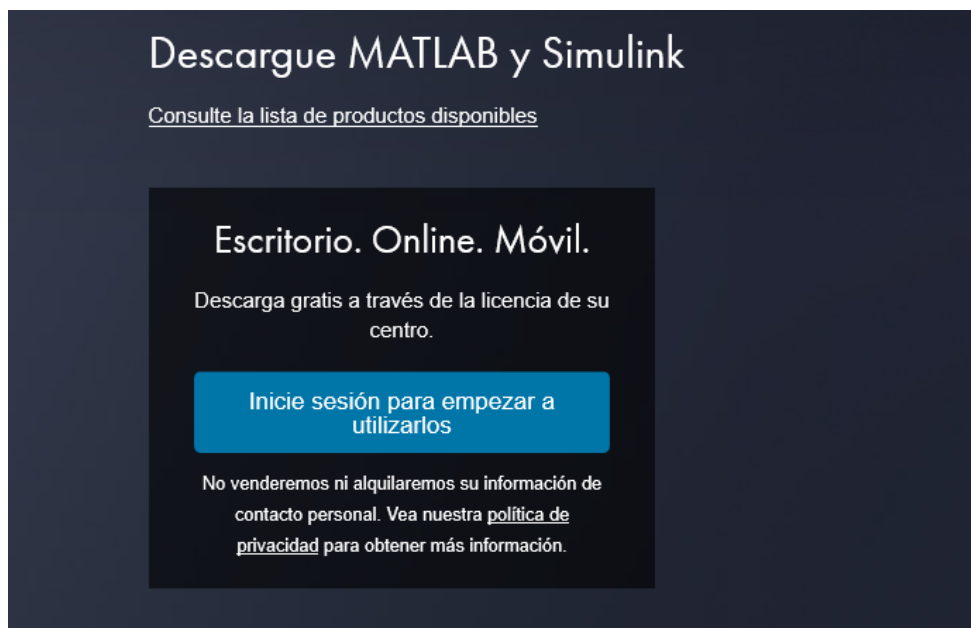 Descargue MATLAB y Simulink
Consulte la lista de productos disponibles
Escritorio. Online. Móvil.
Descarga gratis a través de la licencia de su
centro.
Inicie sesión para empezar a
utilizarlos
No venderemos ni alquilaremos su información de
contacto personal. Vea nuestra política de
privacidad para obtener más información.